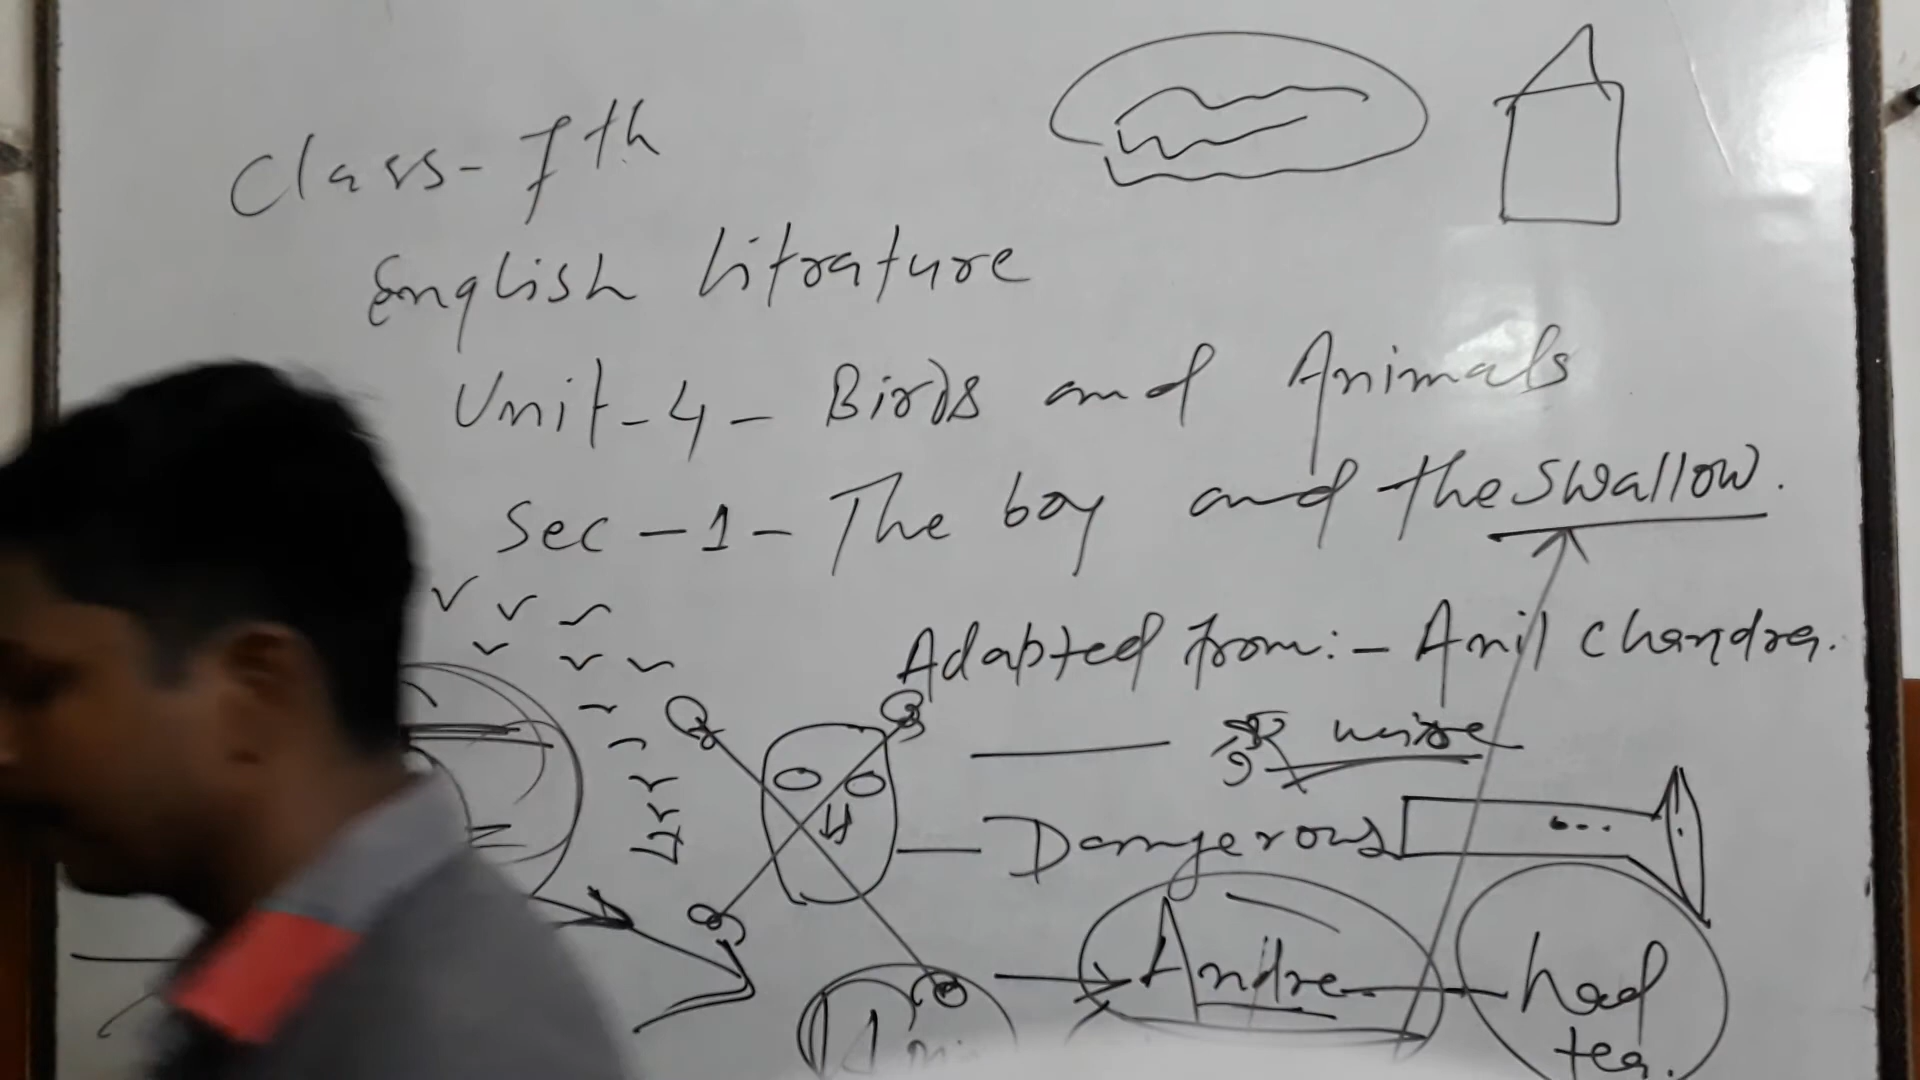 Class-7th
English Litrature
Unit-4- Birds and Animals
Sec-1- The boy and the Swallow.
Adapted from:- Anil Chandra.
Dangerous
Andre had
tea.